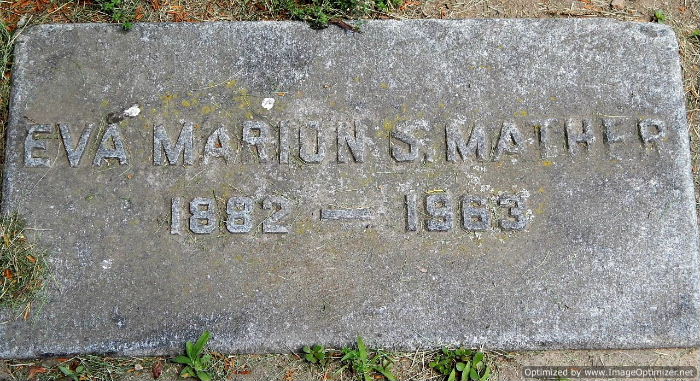 EVA MARION S. MATHER
1882 — 1963
Optimized by www.ImageOptimizer.net